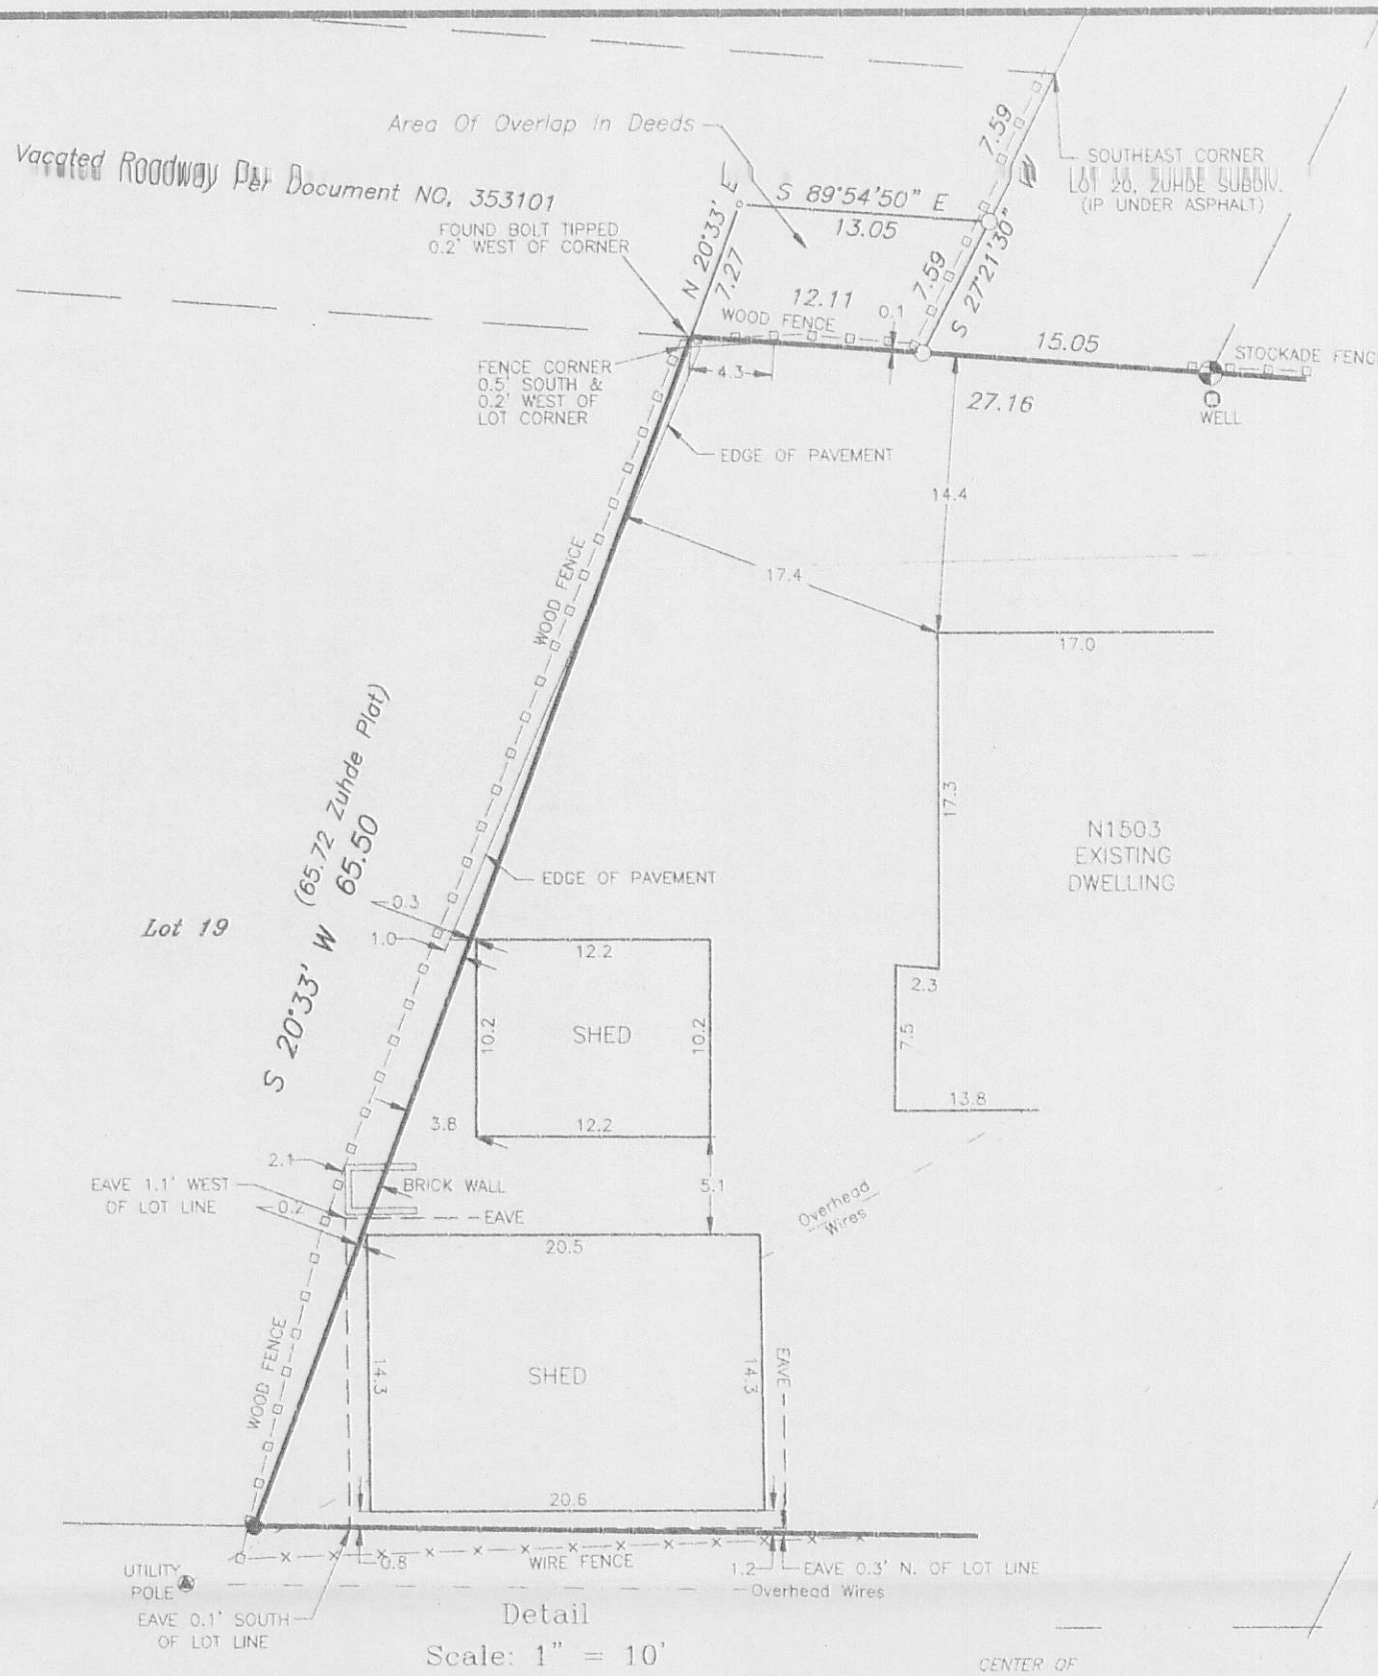 Area Of Overlap In Deeds
Vacated Roadway Per Document NO, 353101
FOUND BOLT TIPPED
0.2' WEST OF CORNER
N 20°33' E
7.27
S 89°54'50" E
13.05
7.59
SOUTHEAST CORNER
LOT 20, ZUHDE SUBDIV.
(IP UNDER ASPHALT)
7.59
S 27°21'30" W
12.11
WOOD FENCE
0.1
15.05
STOCKADE FENC
27.16
WELL
FENCE CORNER
0.5' SOUTH &
0.2' WEST OF
LOT CORNER
4.3
EDGE OF PAVEMENT
14.4
17.4
WOOD FENCE
17.0
17.3
N1503
EXISTING
DWELLING
(65.72 Zuhde Plat)
S 20°33' W 65.50
EDGE OF PAVEMENT
Lot 19
0.3
1.0
12.2
10.2
SHED
10.2
12.2
2.3
7.5
13.8
3.8
2.1
EAVE 1.1' WEST
OF LOT LINE
0.2
BRICK WALL
EAVE
5.1
Overhead
Wires
20.5
WOOD FENCE
14.3
SHED
14.3
EAVE
20.6
0.8
WIRE FENCE
1.2
EAVE 0.3' N. OF LOT LINE
Overhead Wires
UTILITY
POLE
EAVE 0.1' SOUTH
OF LOT LINE
Detail
Scale: 1" = 10'
CENTER OF